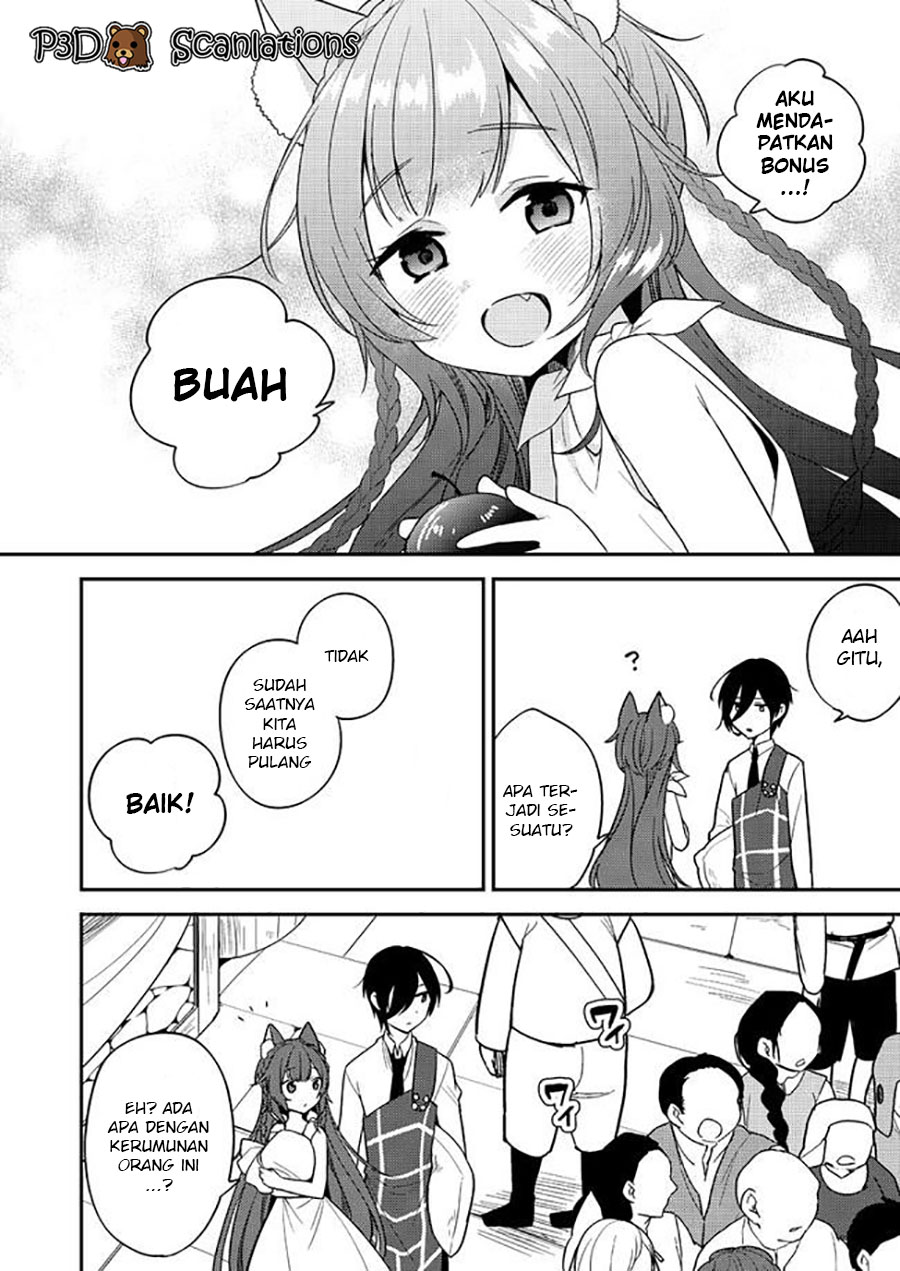 P3D Scanlations
AKU
MENDA-
PATKAN
BONUS
...!
BUAH
AAH
GITU,
?
APA TER-
JADI SE-
SUATU?
TIDAK
SUDAH
SAATNYA
KITA
HARUS
PULANG
BAIK!
ワイ
ワイ
EH? ADA
APA DENGAN
KERUMUNAN
ORANG INI
...?